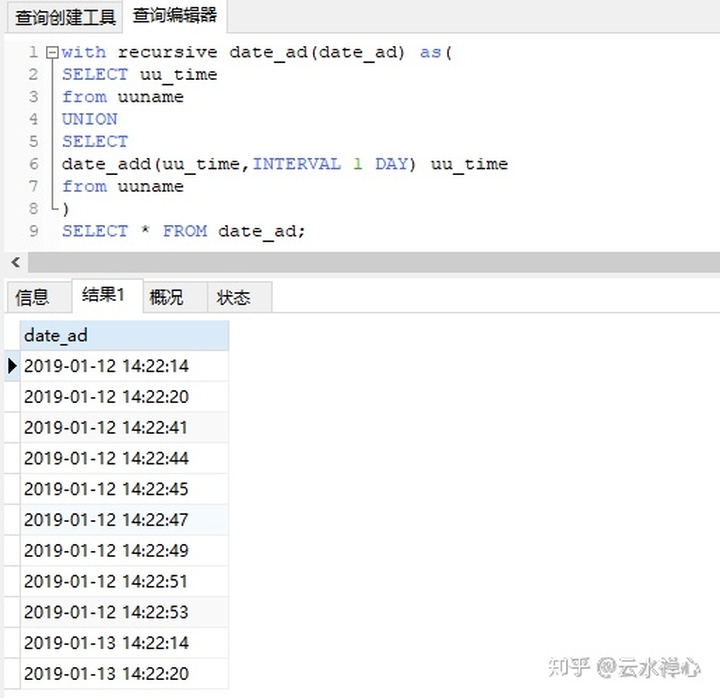 查询创建工具 查询编辑器
1 with recursive date_ad(date_ad) as(
2 SELECT uu_time
3 from uuname
4 UNION
5 SELECT
6 date_add(uu_time,INTERVAL 1 DAY) uu_time
7 from uuname
8 )
9 SELECT * FROM date_ad;
信息 结果1 概况 状态
date_ad
2019-01-12 14:22:14
2019-01-12 14:22:20
2019-01-12 14:22:41
2019-01-12 14:22:44
2019-01-12 14:22:45
2019-01-12 14:22:47
2019-01-12 14:22:49
2019-01-12 14:22:51
2019-01-12 14:22:53
2019-01-13 14:22:14
2019-01-13 14:22:20
知乎 @云水禅心